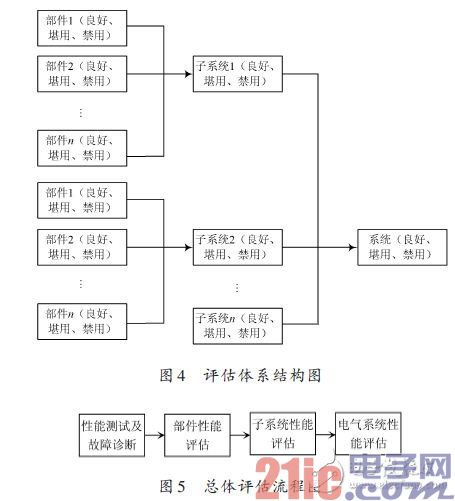 部件1（良好、
堪用、禁用）
部件2（良好、
堪用、禁用）
⋮
部件n（良好、
堪用、禁用）
子系统1（良好、
堪用、禁用）
部件1（良好、
堪用、禁用）
部件2（良好、
堪用、禁用）
⋮
部件n（良好、
堪用、禁用）
子系统2（良好、
堪用、禁用）
⋮
子系统n（良好、
堪用、禁用）
系统（良好、
堪用、禁用）
图4 评估体系结构图
性能测试及
故障诊断
部件性能
评估
子系统性能
评估
电气系统性
能评估
图5 总体评估流程图
21ic电子网